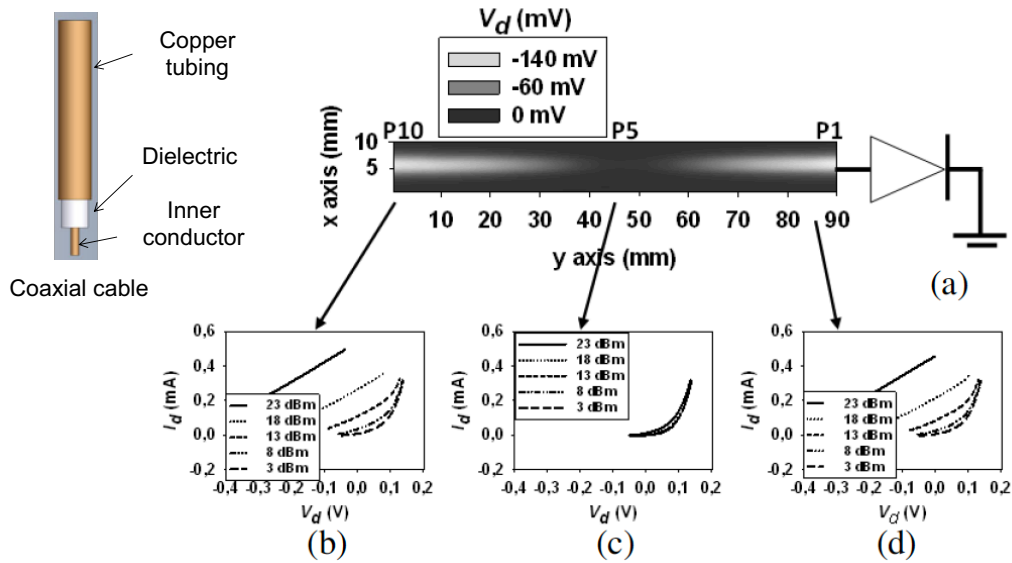 Copper
tubing
Dielectric
Inner
conductor
Coaxial cable
V_d (mV)
-140 mV
-60 mV
0 mV
P10
P5
P1
x axis (mm)
10
5
10 20 30 40 50 60 70 80 90
y axis (mm)
(a)
I_d (mA)
0,6
0,4
0,2
0,0
-0,2
23 dBm
18 dBm
13 dBm
8 dBm
3 dBm
-0,4 -0,3 -0,2 -0,1 0,0 0,1 0,2
V_d (V)
(b)
I_d (mA)
0,6
0,4
0,2
0,0
-0,2
23 dBm
18 dBm
13 dBm
8 dBm
3 dBm
-0,4 -0,3 -0,2 -0,1 0,0 0,1 0,2
V_d (V)
(c)
I_d (mA)
0,6
0,4
0,2
0,0
-0,2
23 dBm
18 dBm
13 dBm
8 dBm
3 dBm
-0,4 -0,3 -0,2 -0,1 0,0 0,1 0,2
V_d (V)
(d)